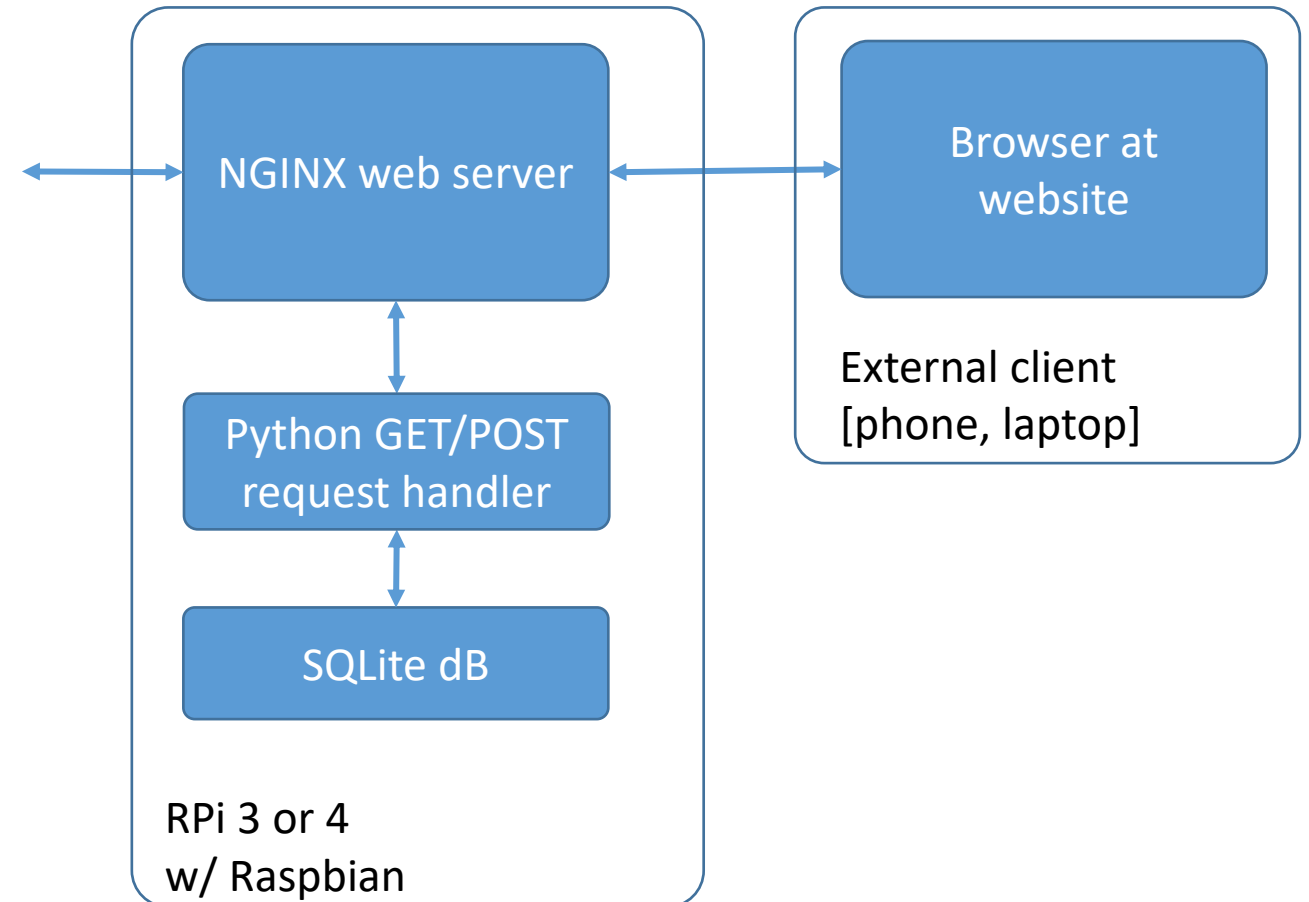 NGINX web server
Python GET/POST
request handler
SQLite dB
RPi 3 or 4
w/ Raspbian
Browser at
website
External client
[phone, laptop]